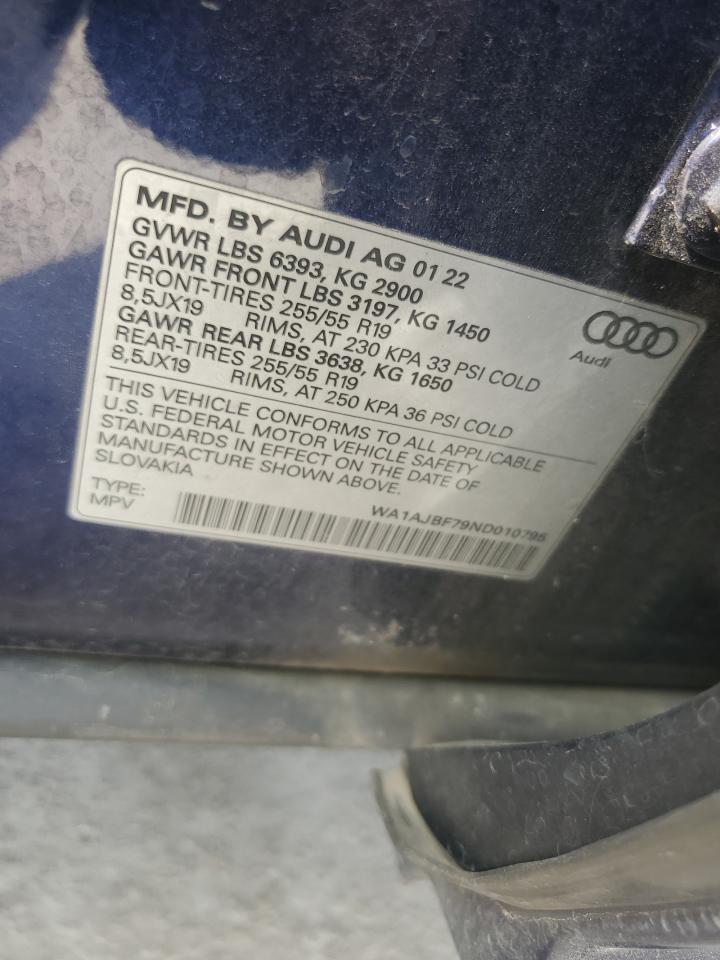 MFD. BY AUDI AG 01 22
GVWR LBS 6393, KG 2900
GAWR FRONT LBS 3197, KG 1450
FRONT-TIRES 255/55 R19
8,5JX19 RIMS, AT 230 KPA 33 PSI COLD
GAWR REAR LBS 3638, KG 1650
REAR-TIRES 255/55 R19
8,5JX19 RIMS, AT 250 KPA 36 PSI COLD
Audi
THIS VEHICLE CONFORMS TO ALL APPLICABLE
U.S. FEDERAL MOTOR VEHICLE SAFETY
STANDARDS IN EFFECT ON THE DATE OF
MANUFACTURE SHOWN ABOVE.
SLOVAKIA
TYPE:
MPV
WA1AJBF79ND010795